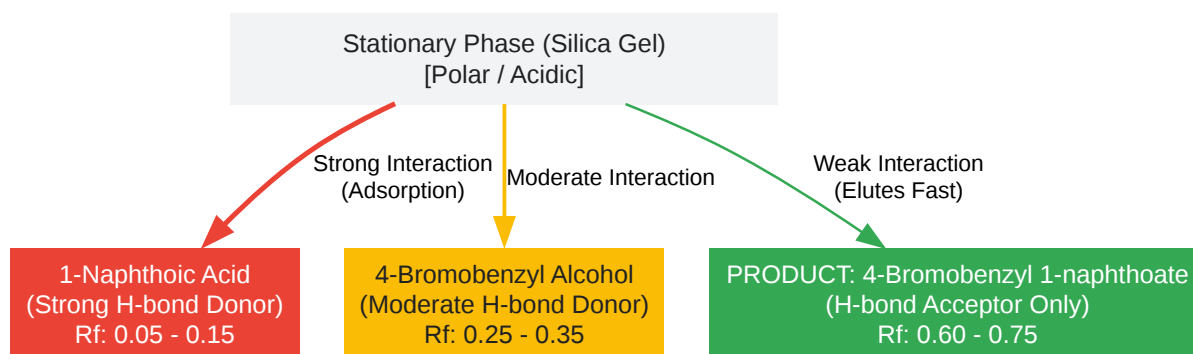 Stationary Phase (Silica Gel)
[Polar / Acidic]
Strong Interaction
(Adsorption)
Moderate Interaction
Weak Interaction
(Elutes Fast)
1-Naphthoic Acid
(Strong H-bond Donor)
Rf: 0.05 - 0.15
4-Bromobenzyl Alcohol
(Moderate H-bond Donor)
Rf: 0.25 - 0.35
PRODUCT: 4-Bromobenzyl 1-naphthoate
(H-bond Acceptor Only)
Rf: 0.60 - 0.75